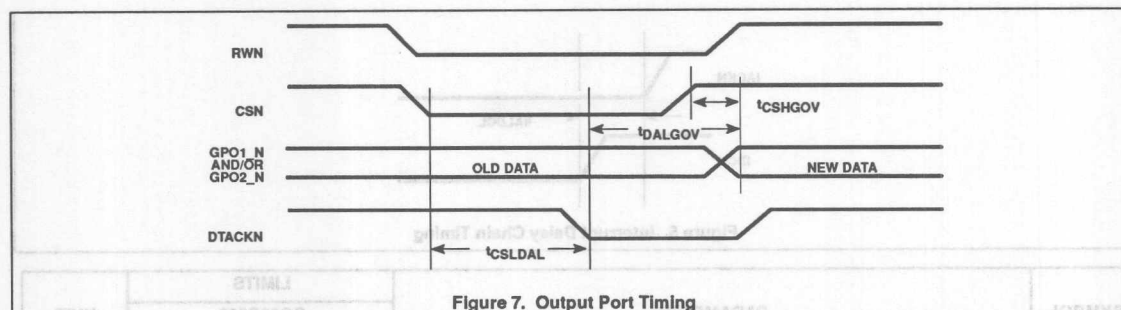 RWN
CSN
tCSHGOV
tDALGOV
GPO1_N
AND/OR
GPO2_N
OLD DATA
NEW DATA
DTACKN
tCSLDAL
Figure 7. Output Port Timing